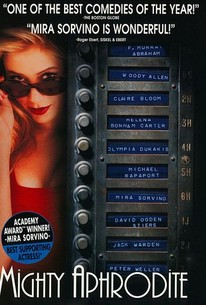 "ONE OF THE BEST COMEDIES OF THE YEAR!"
-THE BOSTON GLOBE
"MIRA SORVINO IS WONDERFUL!"
-Roger Ebert, SISKEL & EBERT
F. MURRAY
ABRAHAM
WOODY ALLEN
CLAIRE BLOOM
HELENA
BONHAM CARTER
OLYMPIA DUKAKIS
MICHAEL
RAPAPORT
MIRA SORVINO
DAVID OGDEN
STIERS
JACK WARDEN
PETER WELLER
ACADEMY
AWARD WINNER!
-MIRA SORVINO-
BEST SUPPORTING
ACTRESS!
MIGHTY APHRODITE